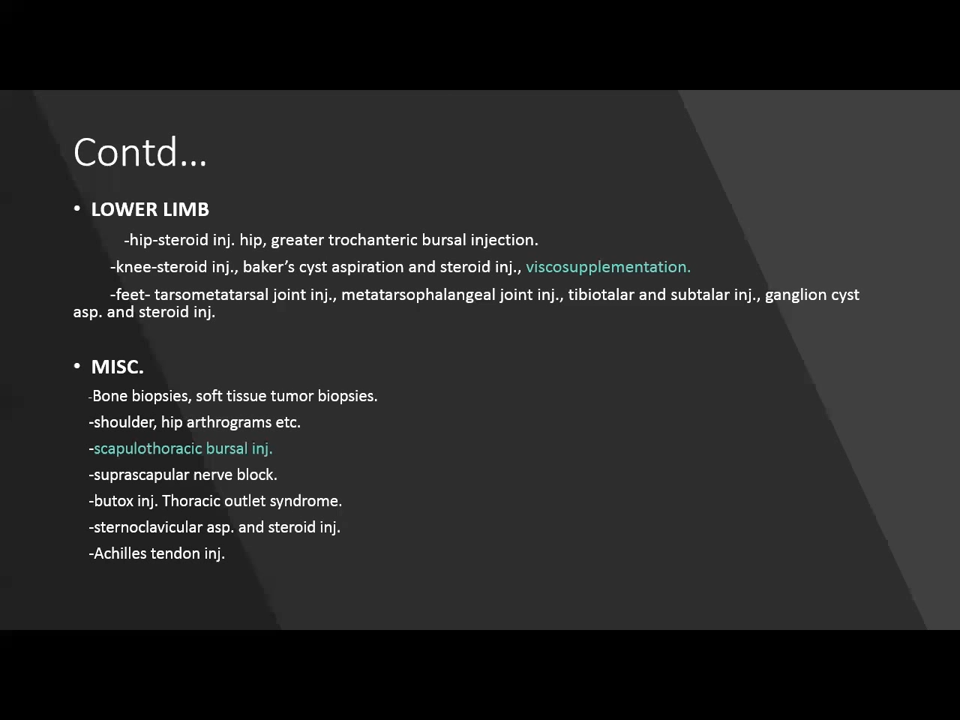 Contd...
• LOWER LIMB
-hip-steroid inj. hip, greater trochanteric bursal injection.
-knee-steroid inj., baker's cyst aspiration and steroid inj., viscosupplementation.
-feet- tarsometatarsal joint inj., metatarsophalangeal joint inj., tibiotalar and subtalar inj., ganglion cyst
asp. and steroid inj.
• MISC.
-Bone biopsies, soft tissue tumor biopsies.
-shoulder, hip arthrograms etc.
-scapulothoracic bursal inj.
-suprascapular nerve block.
-butox inj. Thoracic outlet syndrome.
-sternoclavicular asp. and steroid inj.
-Achilles tendon inj.